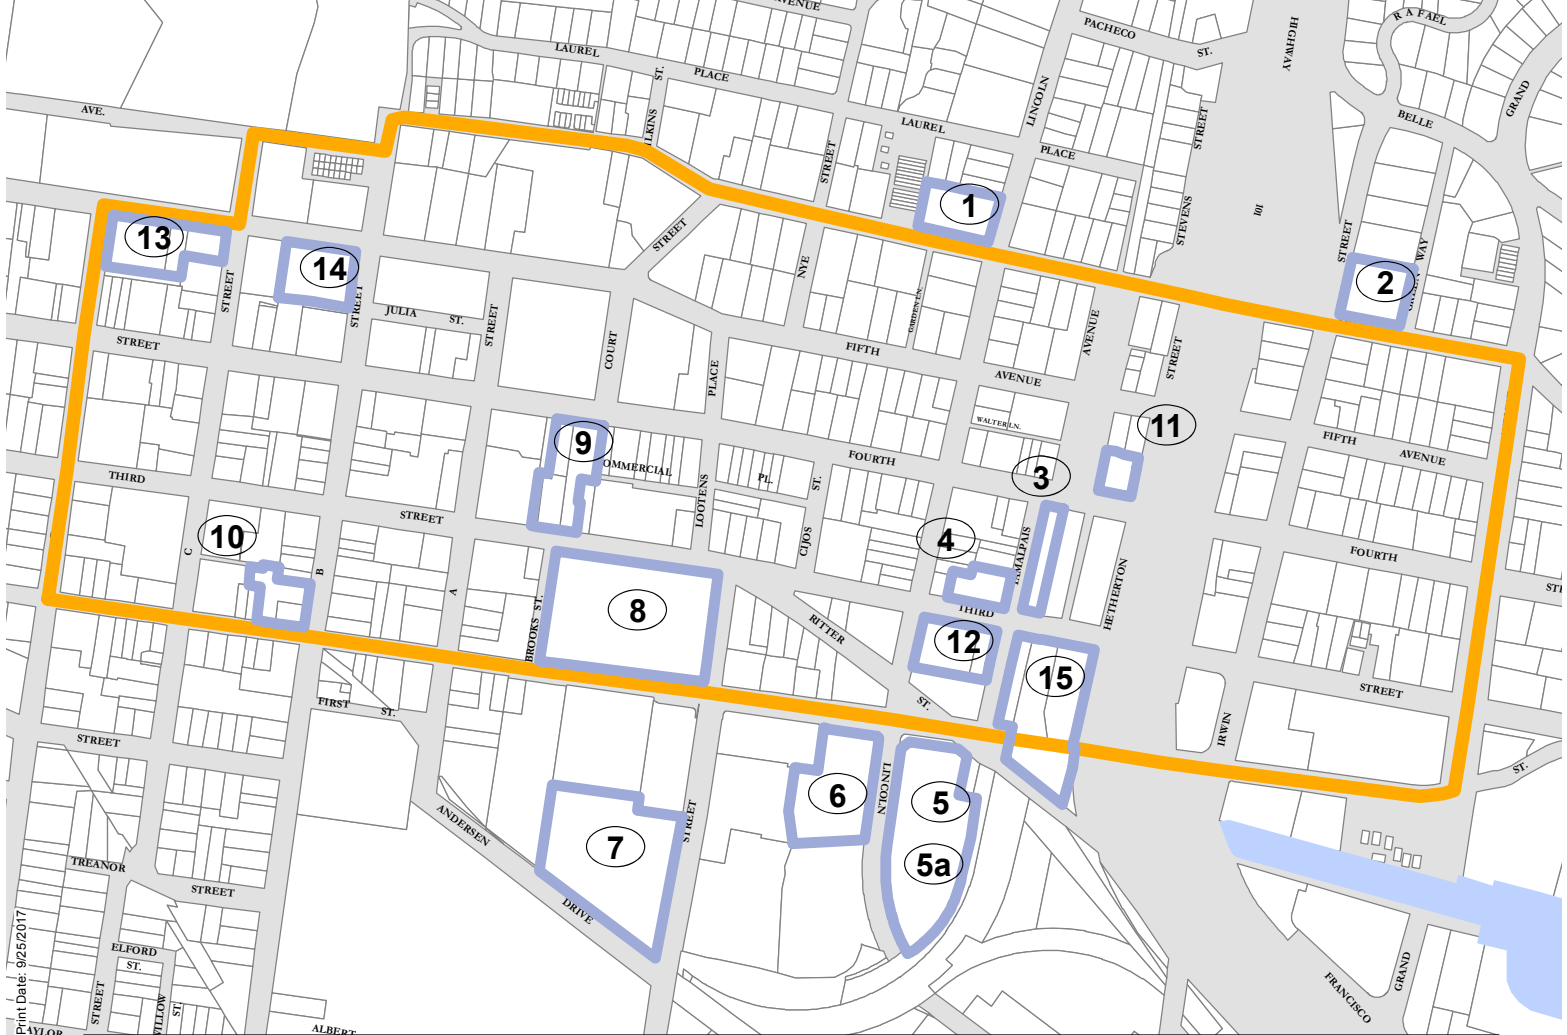 AVENUE
PACHECO
ST.
HIGHWAY
RAFAEL
LAUREL
PLACE
ST.
LINCOLN
GRAND
AVE.
BELLE
LAUREL
PLACE
STREET
STREET
STEVENS
101
1
13
14
STREET
STREET
NYE
STREET
WAY
2
GARDEN LN.
STREET
STREET
JULIA
ST.
STREET
STREET
COURT
PLACE
FIFTH
AVENUE
AVENUE
STREET
WALTER LN.
11
FIFTH
AVENUE
9
COMMERCIAL
PL.
FOURTH
3
THIRD
STREET
LOOTENS
ST.
CIJOS
10
C
B
A
4
TAMALPAIS
HETHERTON
FOURTH
THIRD
8
BROOKS ST.
RITTER
ST.
12
15
STREET
FIRST
ST.
IRWIN
STREET
ST.
LINCOLN
6
5
5a
7
STREET
ANDERSEN
DRIVE
TREANOR
STREET
ELFORD
ST.
STREET
WILLOW
ST.
ALBERT
FRANCISCO
GRAND
Print Date: 9/25/2017